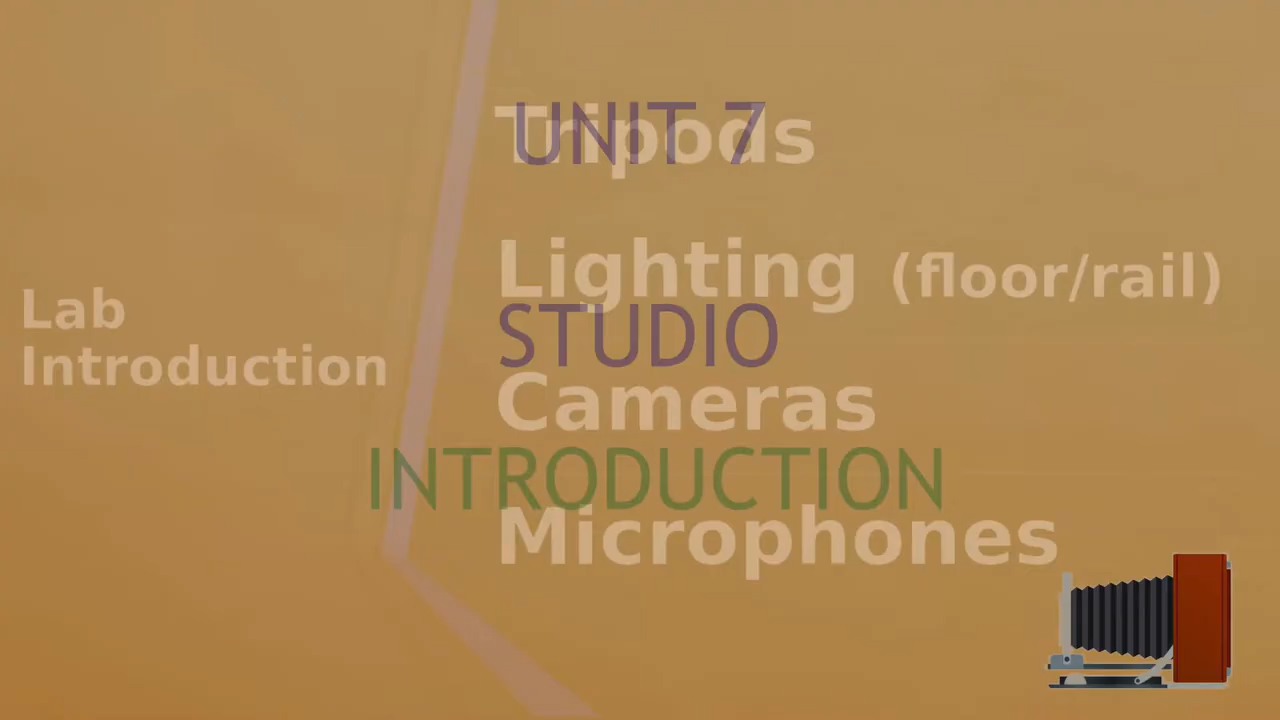 UNIT 7
STUDIO
INTRODUCTION
Lab
Introduction
Tripods
Lighting (floor/rail)
Cameras
Microphones